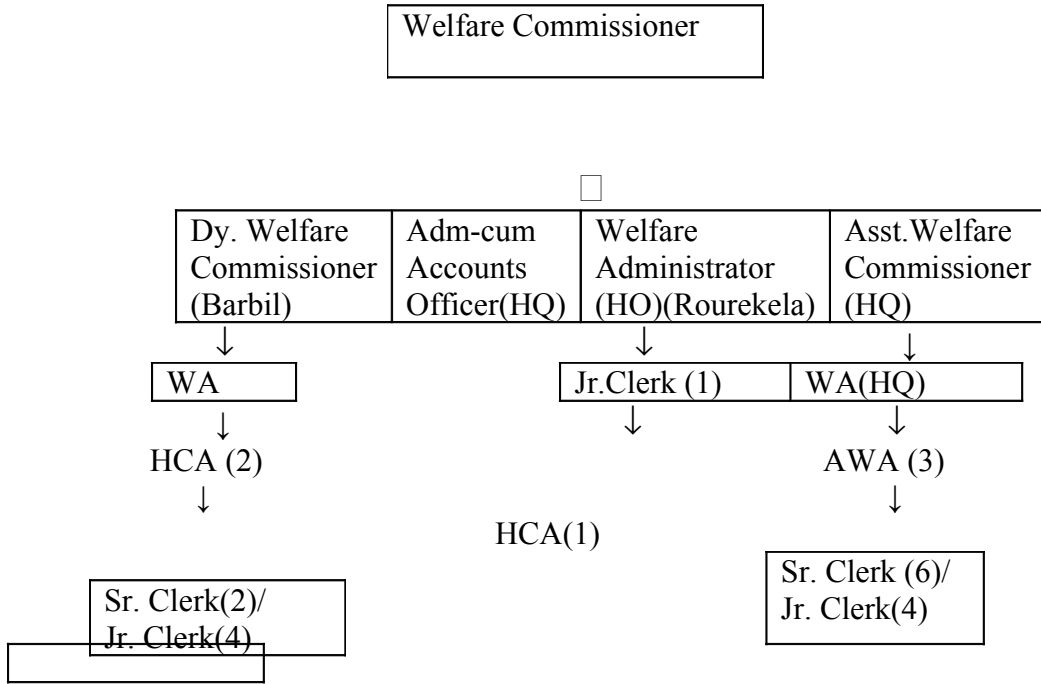 Welfare Commissioner
Dy. Welfare
Commissioner
(Barbil)
Adm-cum
Accounts
Officer(HQ)
Welfare
Administrator
(HO)(Rourekela)
Asst.Welfare
Commissioner
(HQ)
↓ ↓ ↓
WA
Jr.Clerk (1)
WA(HQ)
↓ ↓ ↓
HCA (2)
AWA (3)
↓ ↓
HCA(1)
Sr. Clerk(2)/
Jr. Clerk(4)
Sr. Clerk (6)/
Jr. Clerk(4)